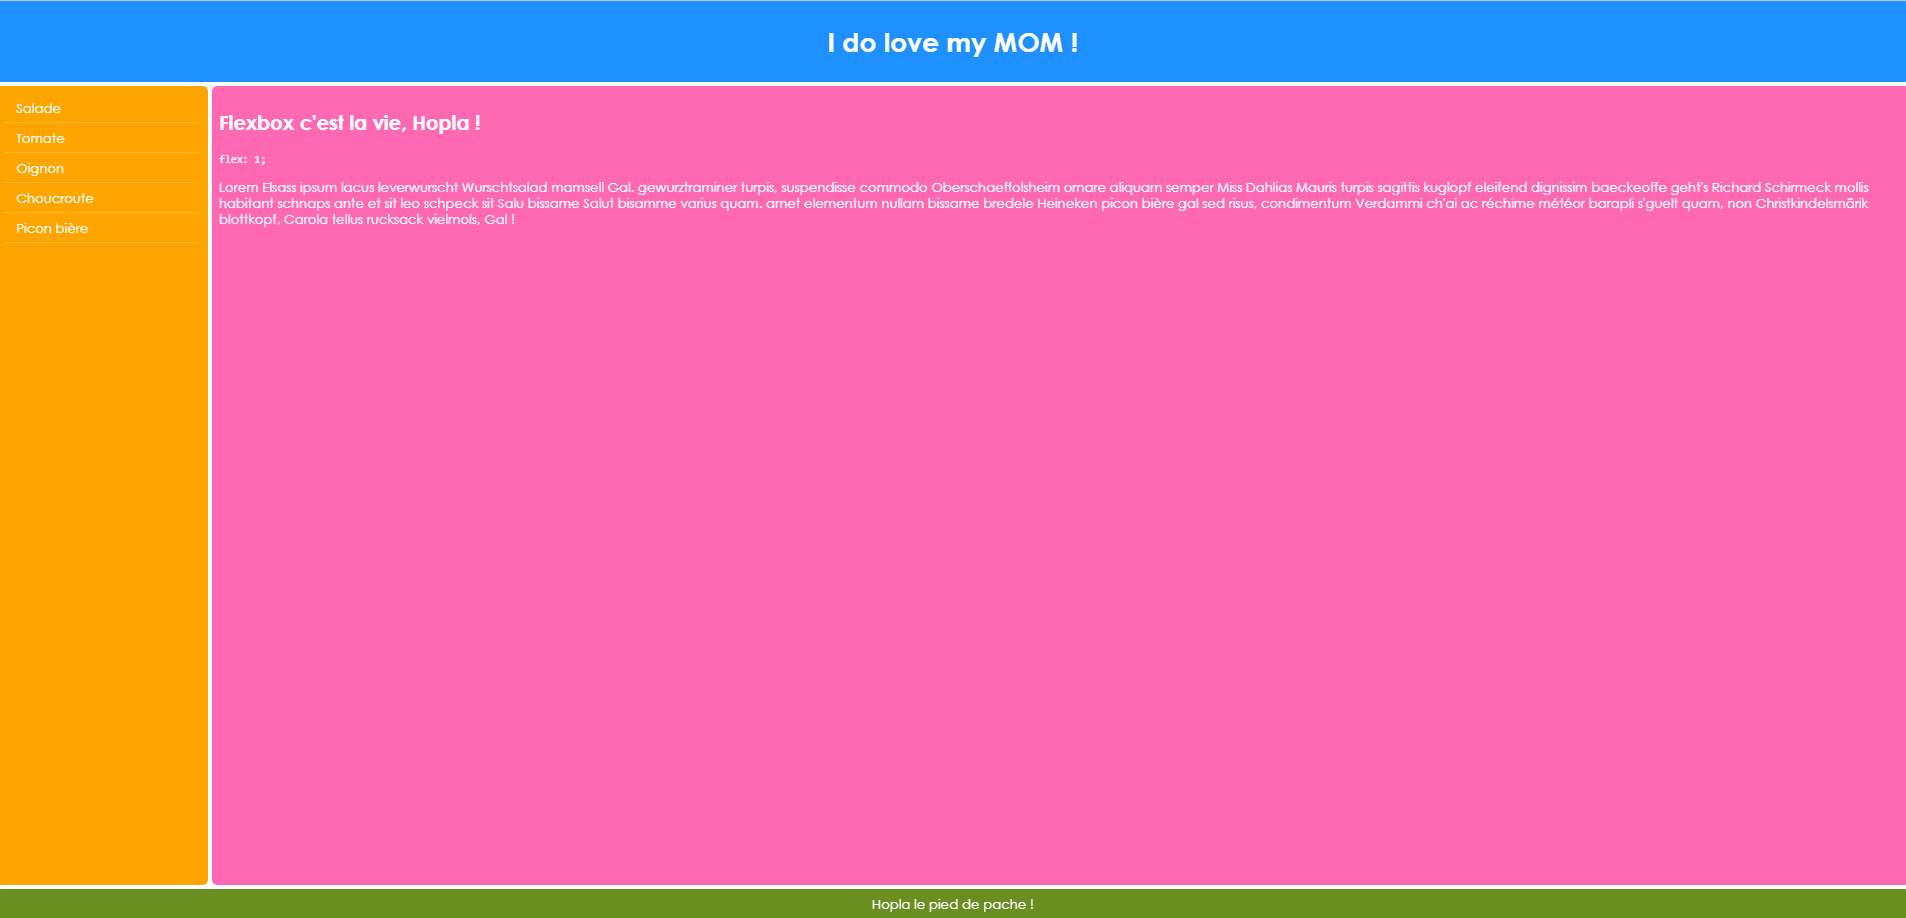 I do love my MOM !
Salade
Tomate
Oignon
Choucroute
Picon bière
Flexbox c'est la vie, Hopla !
flex: 1;
Lorem Elsass ipsum lacus leverwurscht Wurschtsalad mamsell Gal. gewurztraminer turpis, suspendisse commodo Oberschaeffolsheim ornare aliquam semper Miss Dahlias Mauris turpis sagittis kuglopf eleifend dignissim baeckeoffe geht's Richard Schirmeck mollis
habitant schnaps ante et sit leo schpeck sit Salu bissame Salut bisamme varius quam. amet elementum nullam bissame bredele Heineken picon bière gal sed risus, condimentum Verdammi ch'ai ac réchime météor barapli s'guelt quam, non Christkindelsmärik
blottkopf, Carola tellus rucksack vielmols, Gal !
Hopla le pied de pache !